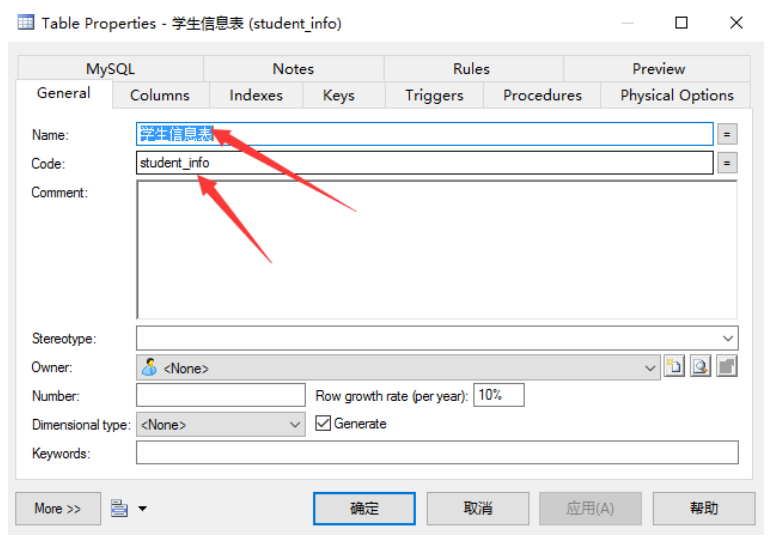 Table Properties - 学生信息表 (student_info)
MySQL Notes Rules Preview
General Columns Indexes Keys Triggers Procedures Physical Options
Name: 学生信息表 =
Code: student_info =
Comment:
Stereotype:
Owner: <None>
Number: Row growth rate (per year): 10%
Dimensional type: <None> Generate
Keywords:
More >> 确定 取消 应用(A) 帮助